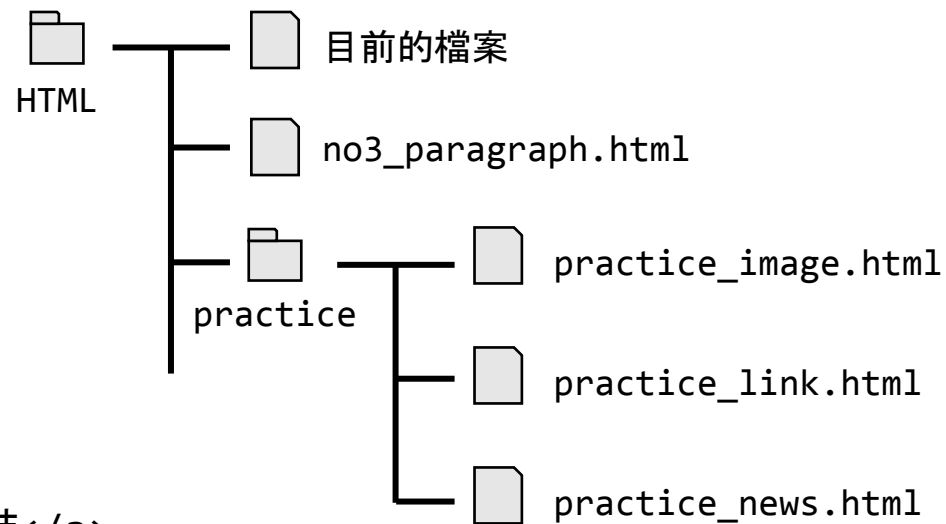 目前的檔案
HTML
no3_paragraph.html
practice_image.html
practice
practice_link.html
practice_news.html
</a>